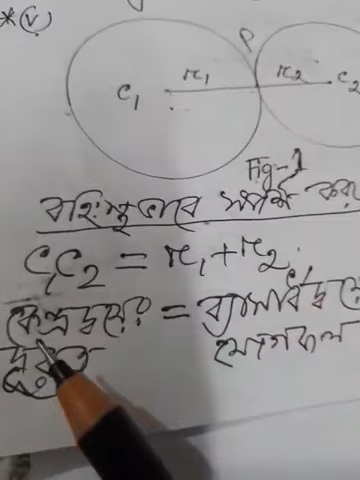 *(v)
P
C₁ r₁ r₂ C₂
Fig-1
বহিঃস্থভাবে স্পর্শ করে
C₁C₂ = r₁+r₂.
কেন্দ্রদ্বয়ের = ব্যাসার্ধদ্বয়ের
দূরত্ব যোগফল